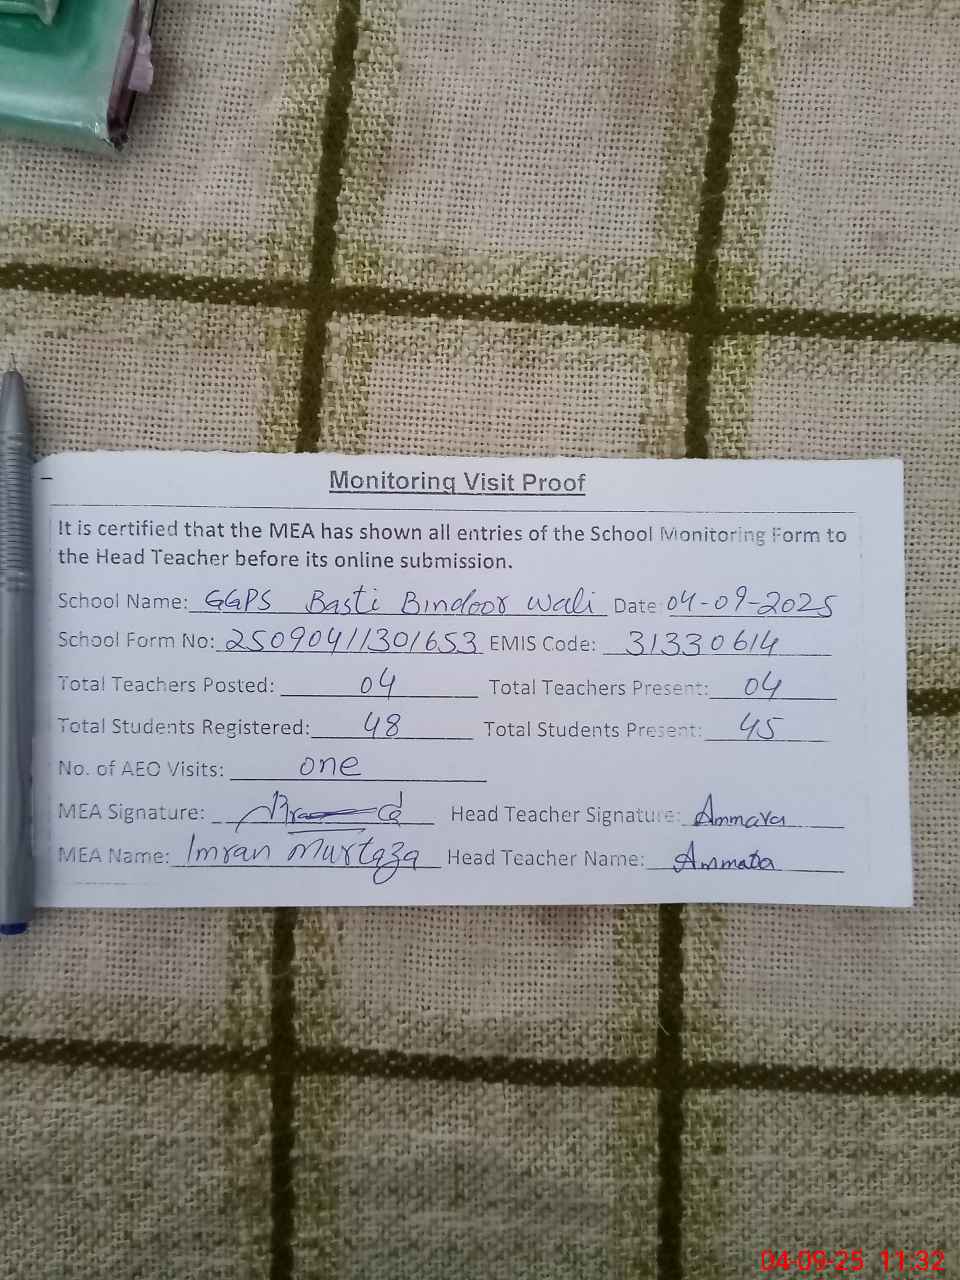 Monitoring Visit Proof
It is certified that the MEA has shown all entries of the School Monitoring Form to
the Head Teacher before its online submission.
School Name: GGPS Basti Bindoor Wali Date: 04-09-2025
School Form No: 25090411301653 EMIS Code: 31330614
Total Teachers Posted: 04 Total Teachers Present: 04
Total Students Registered: 48 Total Students Present: 45
No. of AEO Visits: one
MEA Signature: Head Teacher Signature: Ammara
MEA Name: Imran Murtaza Head Teacher Name: Ammara
04-09-25 11:32